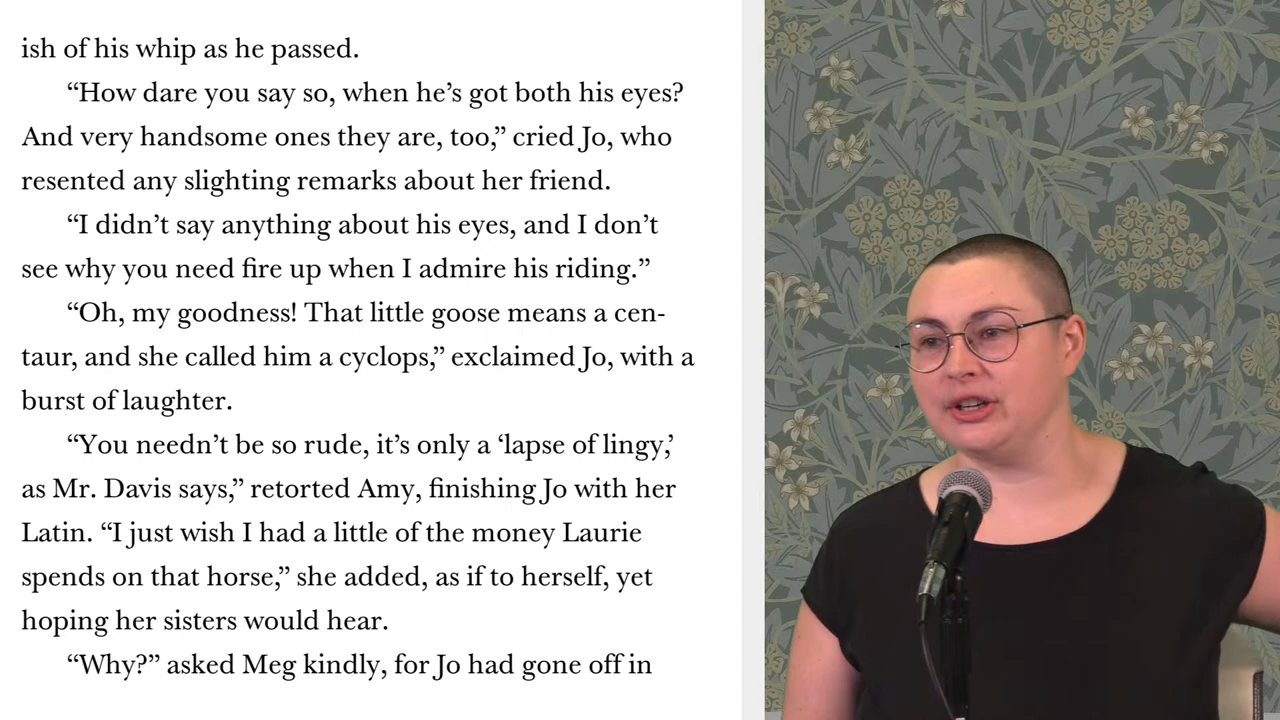 ish of his whip as he passed.
“How dare you say so, when he’s got both his eyes?
And very handsome ones they are, too,” cried Jo, who
resented any slighting remarks about her friend.
“I didn’t say anything about his eyes, and I don’t
see why you need fire up when I admire his riding.”
“Oh, my goodness! That little goose means a cen-
taur, and she called him a cyclops,” exclaimed Jo, with a
burst of laughter.
“You needn’t be so rude, it’s only a ‘lapse of lingy,’
as Mr. Davis says,” retorted Amy, finishing Jo with her
Latin. “I just wish I had a little of the money Laurie
spends on that horse,” she added, as if to herself, yet
hoping her sisters would hear.
“Why?” asked Meg kindly, for Jo had gone off in